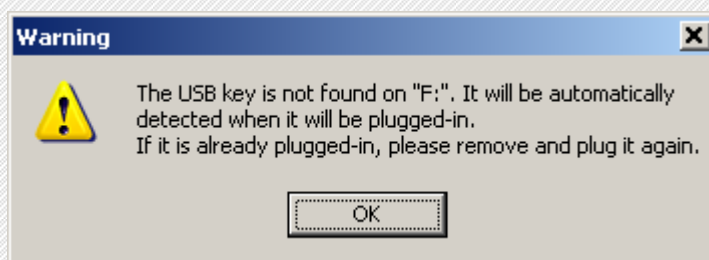 Warning
The USB key is not found on "F:". It will be automatically
detected when it will be plugged-in.
If it is already plugged-in, please remove and plug it again.
OK